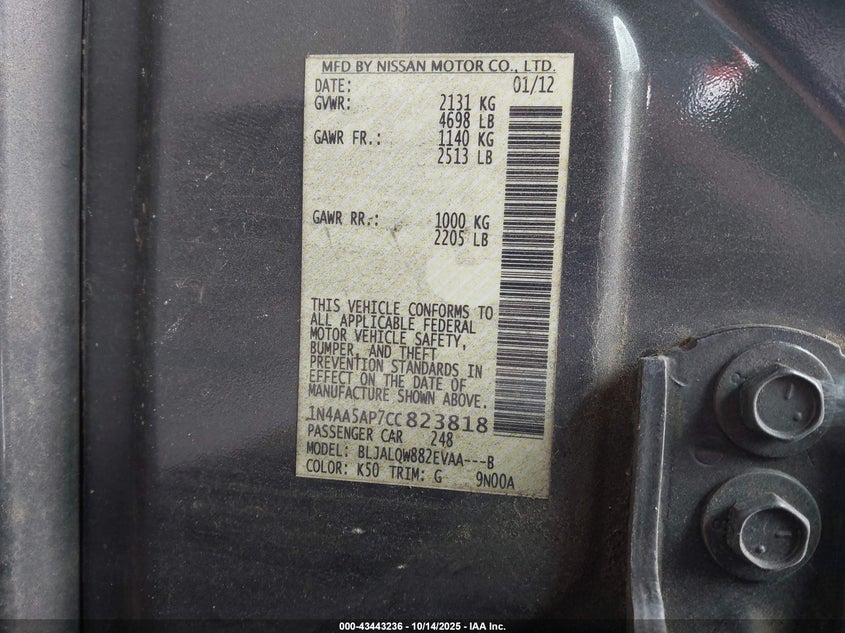 MFD BY NISSAN MOTOR CO., LTD.
DATE: 01/12
GVWR: 2131 KG
4698 LB
GAWR FR.: 1140 KG
2513 LB
GAWR RR.: 1000 KG
2205 LB
THIS VEHICLE CONFORMS TO
ALL APPLICABLE FEDERAL
MOTOR VEHICLE SAFETY,
BUMPER, AND THEFT
PREVENTION STANDARDS IN
EFFECT ON THE DATE OF
MANUFACTURE SHOWN ABOVE.
1N4AA5AP7CC823818
PASSENGER CAR 248
MODEL: BLJALQW882EVAA---B
COLOR: K50 TRIM: G 9N00A
000-43443236 - 10/14/2025 - IAA Inc.